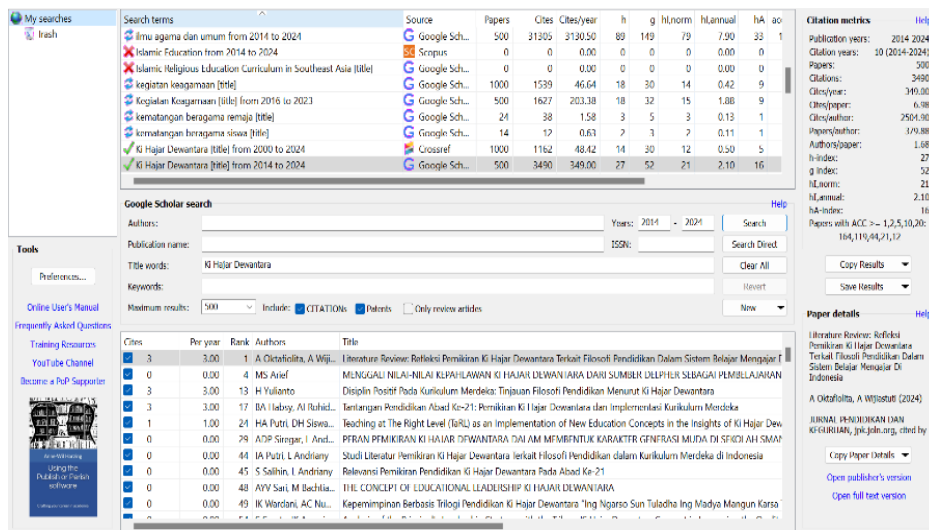 My searches
Trash
Search terms Source Papers Cites Cites/year h g hI,norm hI,annual hA
ilmu agama dan umum from 2014 to 2024 Google Sch... 500 31305 3130.50 89 149 79 7.90 33
Islamic Education from 2014 to 2024 Scopus 0 0 0.00 0 0 0 0.00 0
Islamic Religious Education Curriculum in Southeast Asia [title] Google Sch... 0 0 0.00 0 0 0 0.00 0
kegiatan keagamaan [title] Google Sch... 1000 1539 46.64 18 30 14 0.42 9
Kegiatan Keagamaan [title] from 2016 to 2023 Google Sch... 500 1627 203.38 18 32 15 1.88 9
kematangan beragama remaja [title] Google Sch... 24 38 1.58 3 5 3 0.13 1
kematangan beragama siswa [title] Google Sch... 14 12 0.63 2 3 2 0.11 1
Ki Hajar Dewantara [title] from 2000 to 2024 Crossref 1000 1162 48.42 14 30 12 0.50 5
Ki Hajar Dewantara [title] from 2014 to 2024 Google Sch... 500 3490 349.00 27 52 21 2.10 16
Google Scholar search Help
Authors: Years: 2014 - 2024 Search
Publication name: ISSN: Search Direct
Title words: Ki Hajar Dewantara Clear All
Keywords: Revert
Maximum results: 500 Include: CITATIONs Patents Only review articles New
Tools
Preferences...
Online User's Manual
Frequently Asked Questions
Training Resources
YouTube Channel
Become a PoP Supporter
Using the
Publish or Perish
software
Cites Per year Rank Authors Title
3 3.00 1 A Oktafiolita, A Wiji... Literature Review: Refleksi Pemikiran Ki Hajar Dewantara Terkait Filosofi Pendidikan Dalam Sistem Belajar Mengajar
0 0.00 4 MS Arief MENGGALI NILAI-NILAI KEPAHLAWAN KI HAJAR DEWANTARA DARI SUMBER DELPHER SEBAGAI PEMBELAJARAN
3 3.00 13 H Yulianto Disiplin Positif Pada Kurikulum Merdeka: Tinjauan Filosofi Pendidikan Menurut Ki Hajar Dewantara
3 3.00 17 BA Habsy, Al Rohid... Tantangan Pendidikan Abad Ke-21: Pemikiran Ki Hajar Dewantara dan Implementasi Kurikulum Merdeka
1 1.00 24 HA Putri, DH Siswa... Teaching at The Right Level (TaRL) as an Implementation of New Education Concepts in the Insights of Ki Hajar Dew
0 0.00 29 ADP Siregar, L And... PERAN PEMIKIRAN KI HAJAR DEWANTARA DALAM MEMBENTUK KARAKTER GENERASI MUDA DI SEKOLAH SMAN
0 0.00 44 IA Putri, L Andriany Studi Literatur Pemikiran Ki Hajar Dewantara Terkait Filosofi Pendidikan dalam Kurikulum Merdeka di Indonesia
0 0.00 45 S Salihin, L Andriany Relevansi Pemikiran Pendidikan Ki Hajar Dewantara Pada Abad Ke-21
0 0.00 48 AYV Sari, M Bachtia... THE CONCEPT OF EDUCATIONAL LEADERSHIP KI HAJAR DEWANTARA
0 0.00 49 IK Wardani, AC Nu... Kepemimpinan Berbasis Trilogi Pendidikan Ki Hajar Dewantara "Ing Ngarso Sun Tuladha Ing Madya Mangun Karsa
Citation metrics Help
Publication years: 2014 2024
Citation years: 10 (2014-2024)
Papers: 500
Citations: 3490
Cites/year: 349.00
Cites/paper: 6.98
Cites/author: 2504.90
Papers/author: 379.88
Authors/paper: 1.68
h-index: 27
g index: 52
hI,norm: 21
hI,annual: 2.10
hA-index: 16
Papers with ACC >= 1,2,5,10,20:
164,119,44,21,12
Copy Results
Save Results
Paper details Help
Literature Review: Refleksi
Pemikiran Ki Hajar Dewantara
Terkait Filosofi Pendidikan Dalam
Sistem Belajar Mengajar Di
Indonesia
A Oktafiolita, A Wijiastuti (2024)
JURNAL PENDIDIKAN DAN
KEGURUAN, jpk.joln.org, cited by
Copy Paper Details
Open publisher's version
Open full text version